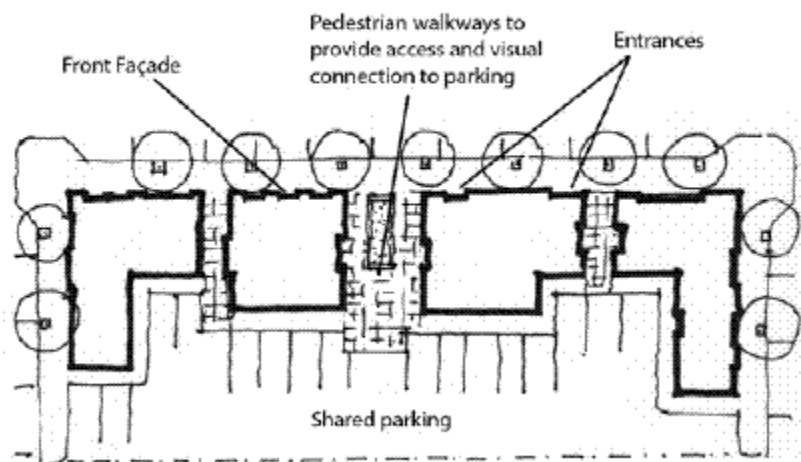 Pedestrian walkways to
provide access and visual
connection to parking
Entrances
Front Façade
Shared parking